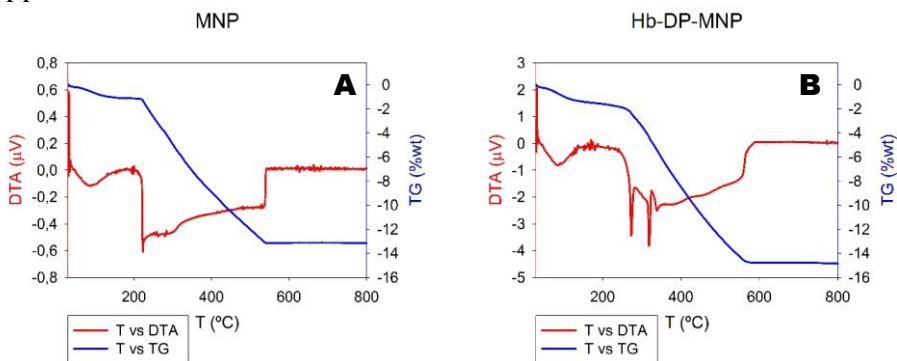 MNP
A
0,8
0,6
0,4
0,2
0,0
-0,2
-0,4
-0,6
-0,8
DTA (µV)
0
-2
-4
-6
-8
-10
-12
-14
-16
TG (%wt)
200 400 600 800
T (ºC)
T vs DTA
T vs TG
Hb-DP-MNP
B
3
2
1
0
-1
-2
-3
-4
-5
DTA (µV)
0
-2
-4
-6
-8
-10
-12
-14
-16
TG (%wt)
200 400 600 800
T (ºC)
T vs DTA
T vs TG